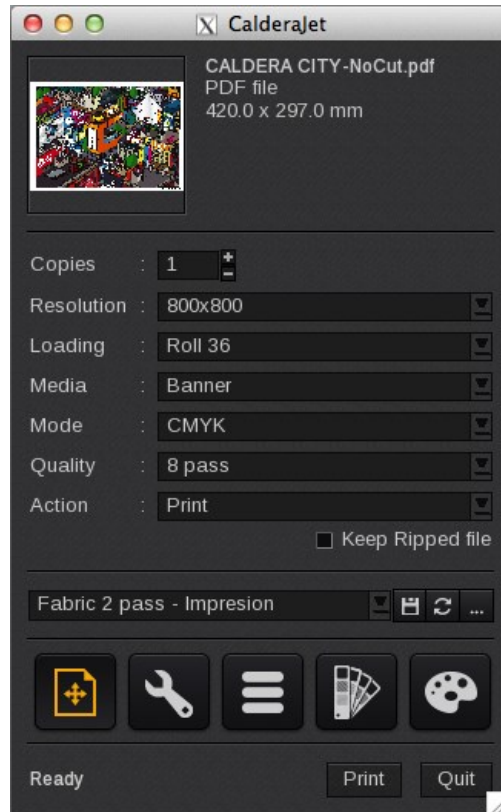 CalderaJet
CALDERA CITY-NoCut.pdf
PDF file
420.0 x 297.0 mm
Copies : 1
Resolution : 800x800
Loading : Roll 36
Media : Banner
Mode : CMYK
Quality : 8 pass
Action : Print
Keep Ripped file
Fabric 2 pass - Impresion
...
Ready Print Quit